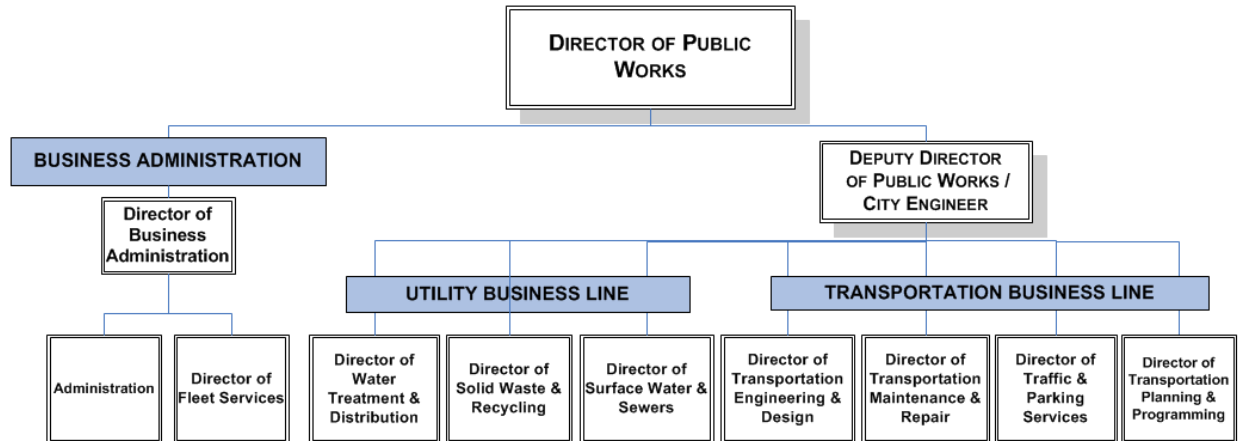 DIRECTOR OF PUBLIC
WORKS
BUSINESS ADMINISTRATION
DEPUTY DIRECTOR
OF PUBLIC WORKS /
CITY ENGINEER
Director of
Business
Administration
UTILITY BUSINESS LINE
TRANSPORTATION BUSINESS LINE
Administration
Director of
Fleet Services
Director of
Water
Treatment &
Distribution
Director of
Solid Waste &
Recycling
Director of
Surface Water &
Sewers
Director of
Transportation
Engineering &
Design
Director of
Transportation
Maintenance &
Repair
Director of
Traffic &
Parking
Services
Director of
Transportation
Planning &
Programming